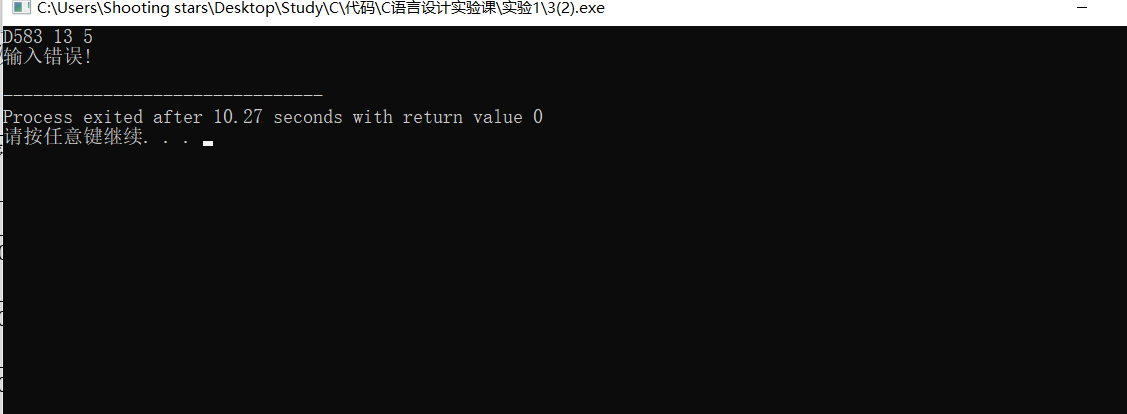 C:\Users\Shooting stars\Desktop\Study\C\代码\C语言设计实验课\实验1\3(2).exe
D583 13 5
输入错误!
--------------------------------
Process exited after 10.27 seconds with return value 0
请按任意键继续. . .